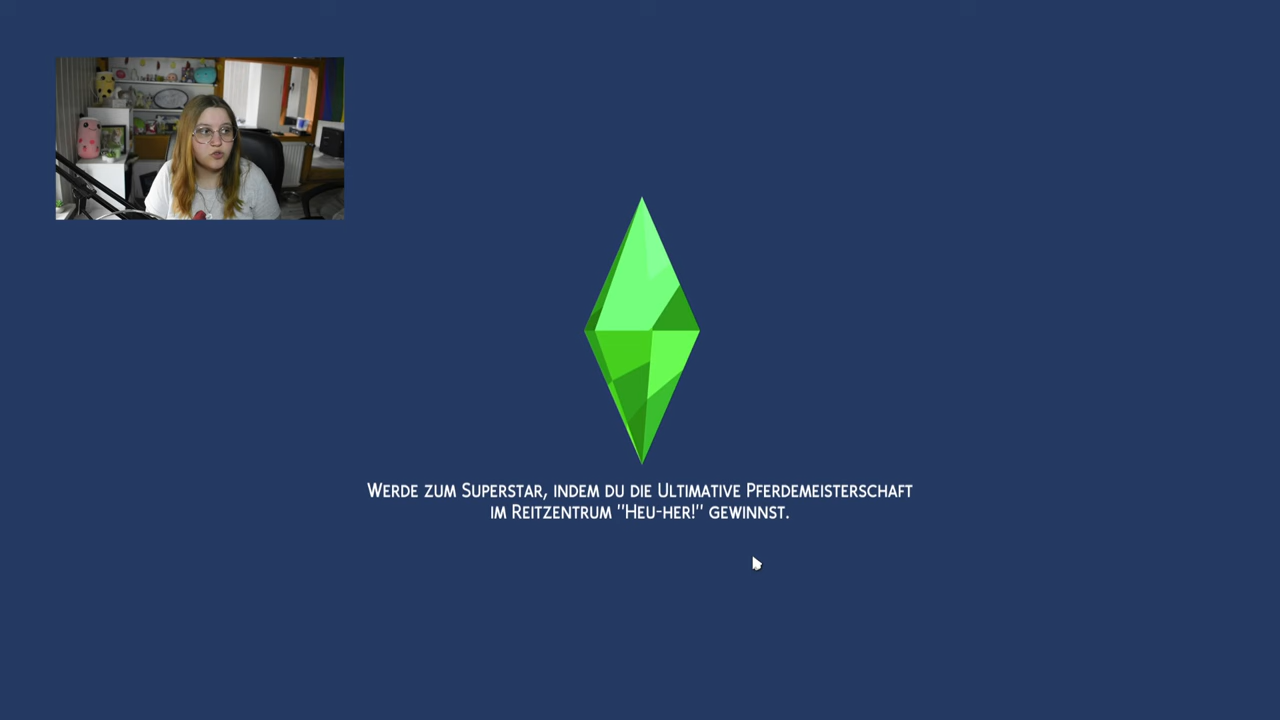 Werde zum Superstar, indem du die Ultimative Pferdemeisterschaft
im Reitzentrum "Heu-her!" gewinnst.